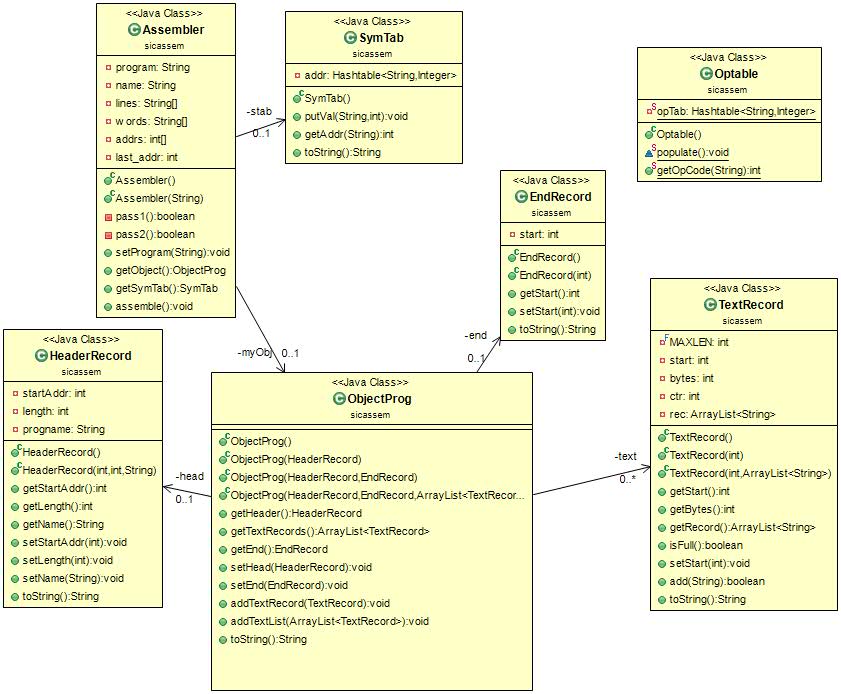 <<Java Class>>
Assembler
sicassem
program: String
name: String
lines: String[]
words: String[]
addrs: int[]
last_addr: int
Assembler()
Assembler(String)
pass1():boolean
pass2():boolean
setProgram(String):void
getObject():ObjectProg
getSymTab():SymTab
assemble():void
-stab
0..1
<<Java Class>>
SymTab
sicassem
addr: Hashtable<String,Integer>
SymTab()
putVal(String,int):void
getAddr(String):int
toString():String
<<Java Class>>
Optable
sicassem
opTab: Hashtable<String,Integer>
Optable()
populate():void
getOpCode(String):int
<<Java Class>>
EndRecord
sicassem
start: int
EndRecord()
EndRecord(int)
getStart():int
setStart(int):void
toString():String
-end
0..1
-myObj
0..1
<<Java Class>>
HeaderRecord
sicassem
startAddr: int
length: int
progname: String
HeaderRecord()
HeaderRecord(int,int,String)
getStartAddr():int
getLength():int
getName():String
setStartAddr(int):void
setLength(int):void
setName(String):void
toString():String
-head
0..1
<<Java Class>>
ObjectProg
sicassem
ObjectProg()
ObjectProg(HeaderRecord)
ObjectProg(HeaderRecord,EndRecord)
ObjectProg(HeaderRecord,EndRecord,ArrayList<TextRecor...
getHeader():HeaderRecord
getTextRecords():ArrayList<TextRecord>
getEnd():EndRecord
setHead(HeaderRecord):void
setEnd(EndRecord):void
addTextRecord(TextRecord):void
addTextList(ArrayList<TextRecord>):void
toString():String
-text
0..*
<<Java Class>>
TextRecord
sicassem
MAXLEN: int
start: int
bytes: int
ctr: int
rec: ArrayList<String>
TextRecord()
TextRecord(int)
TextRecord(int,ArrayList<String>)
getStart():int
getBytes():int
getRecord():ArrayList<String>
isFull():boolean
setStart(int):void
add(String):boolean
toString():String